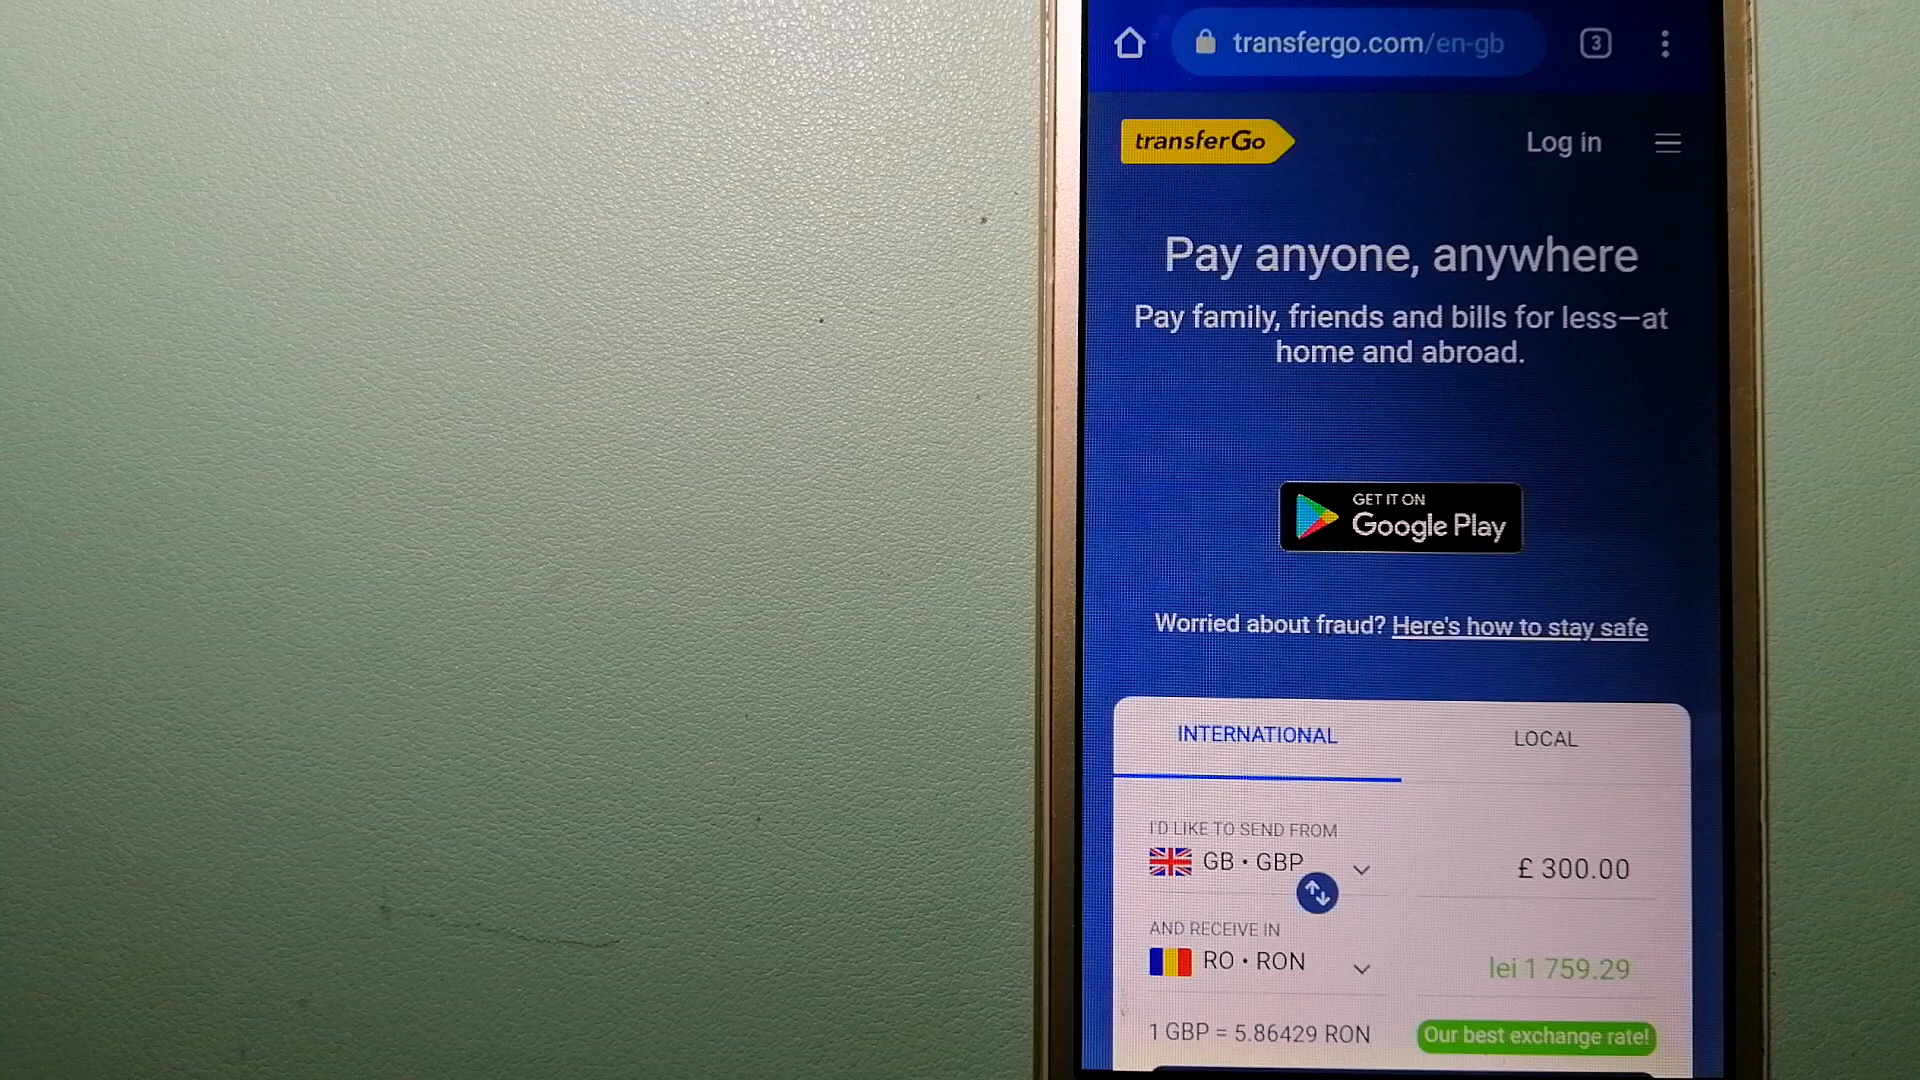 transfergo.com/en-gb
3
transferGo
Log in
Pay anyone, anywhere
Pay family, friends and bills for less—at
home and abroad.
GET IT ON
Google Play
Worried about fraud? Here's how to stay safe
INTERNATIONAL
LOCAL
I'D LIKE TO SEND FROM
GB • GBP
£ 300.00
AND RECEIVE IN
RO • RON
lei 1 759.29
1 GBP = 5.86429 RON
Our best exchange rate!